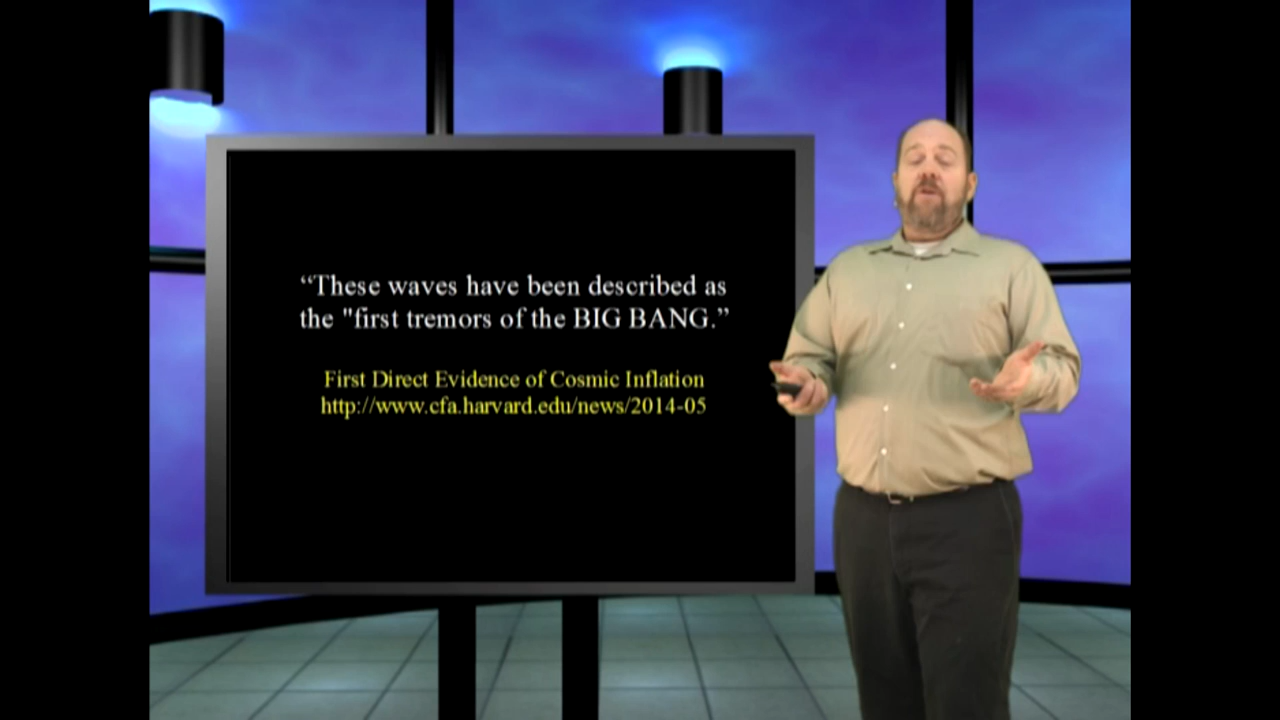 “These waves have been described as
the "first tremors of the BIG BANG.”
First Direct Evidence of Cosmic Inflation
http://www.cfa.harvard.edu/news/2014-05